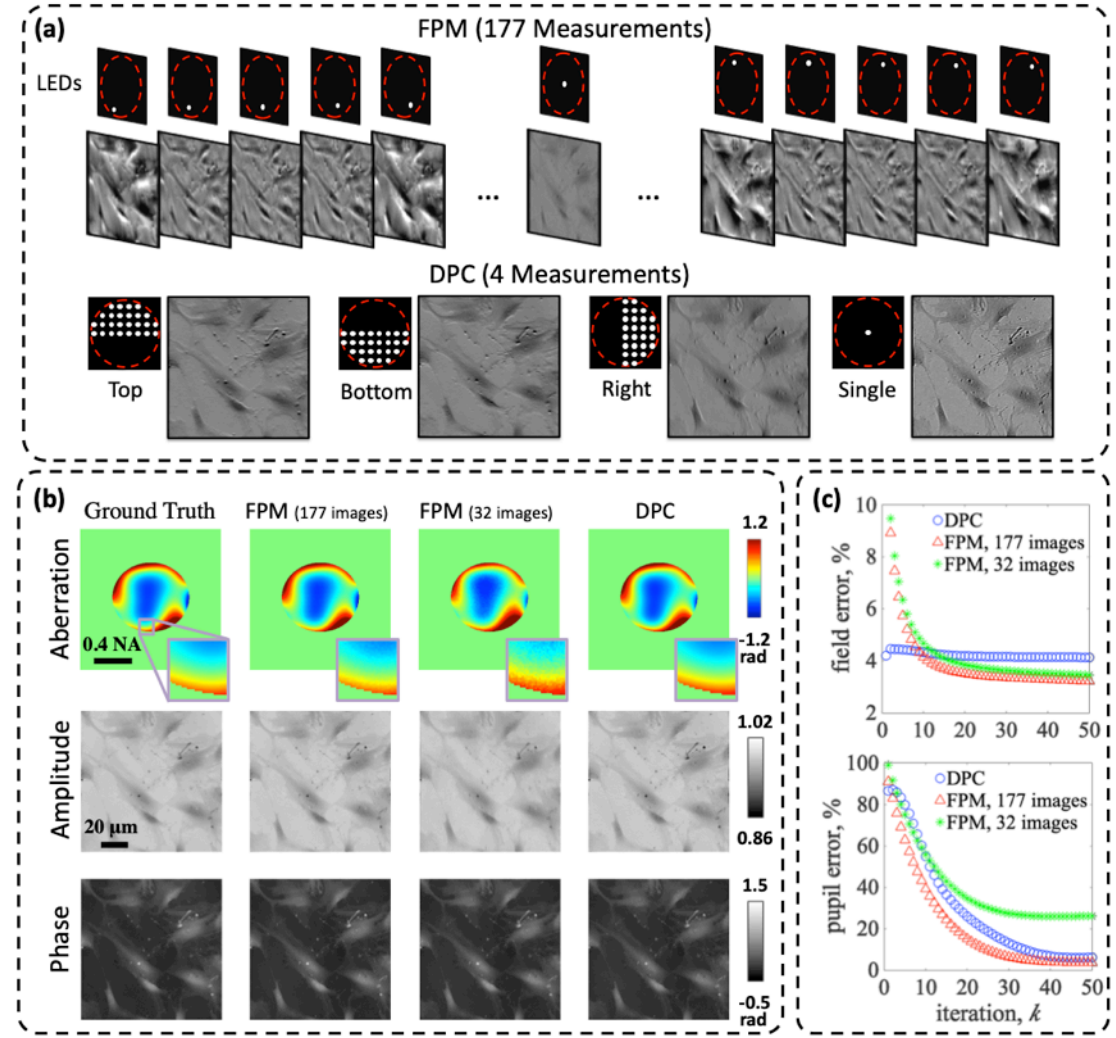 (a)
FPM (177 Measurements)
LEDs
... ...
DPC (4 Measurements)
Top
Bottom
Right
Single
(b)
Ground Truth
FPM (177 images)
FPM (32 images)
DPC
Aberration
0.4 NA
1.2
-1.2
rad
Amplitude
20 μm
1.02
0.86
Phase
1.5
-0.5
rad
(c)
field error, %
10
8
6
4
2
DPC
FPM, 177 images
FPM, 32 images
0 10 20 30 40 50
pupil error, %
100
80
60
40
20
0
DPC
FPM, 177 images
FPM, 32 images
0 10 20 30 40 50
iteration, k